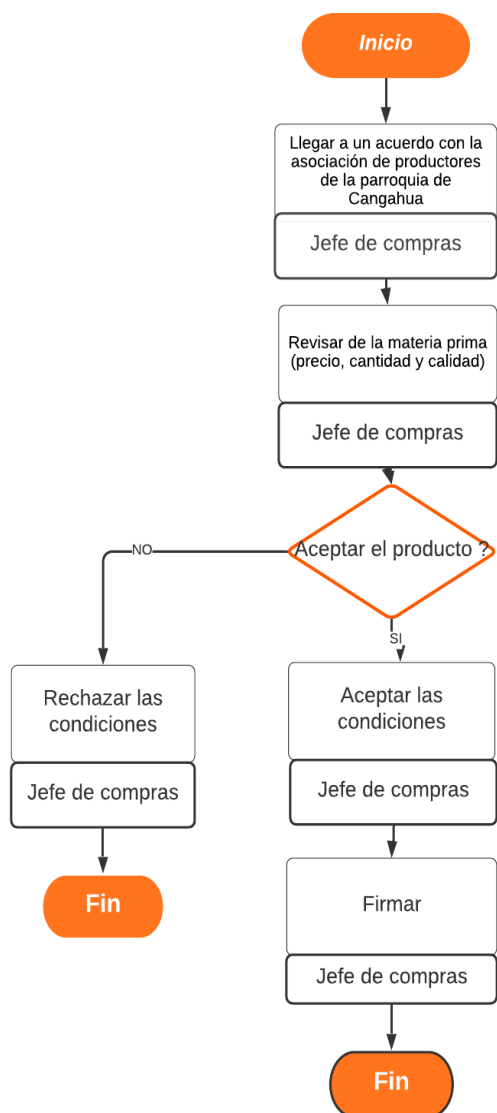 Inicio
Llegar a un acuerdo con la
asociación de productores
de la parroquia de
Cangahua
Jefe de compras
Revisar de la materia prima
(precio, cantidad y calidad)
Jefe de compras
Aceptar el producto ?
NO
SI
Rechazar las
condiciones
Jefe de compras
Fin
Aceptar las
condiciones
Jefe de compras
Firmar
Jefe de compras
Fin